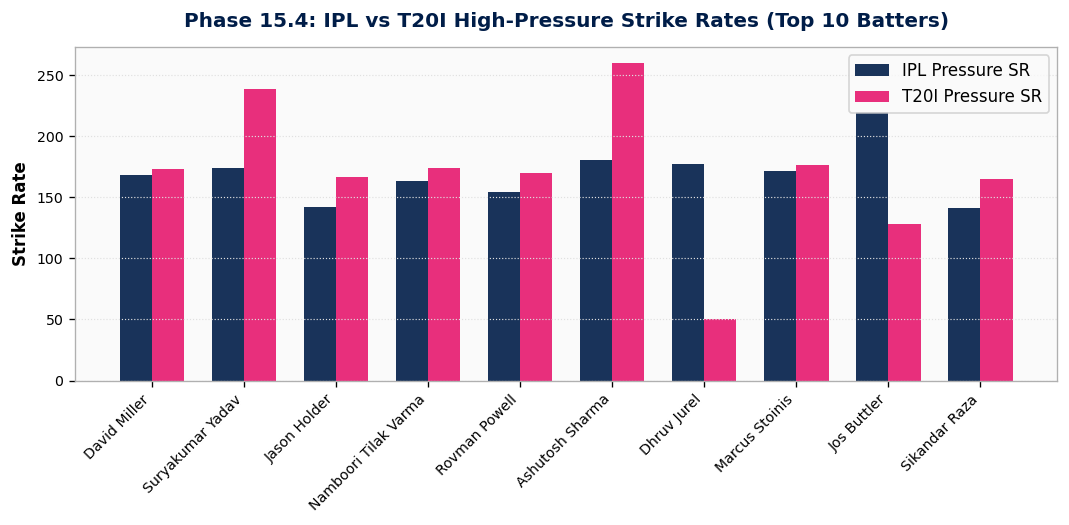 Phase 15.4: IPL vs T20I High-Pressure Strike Rates (Top 10 Batters)
IPL Pressure SR
T20I Pressure SR
Strike Rate
250
200
150
100
50
0
David Miller
Suryakumar Yadav
Jason Holder
Namboori Tilak Varma
Rovman Powell
Ashutosh Sharma
Dhruv Jurel
Marcus Stoinis
Jos Buttler
Sikandar Raza